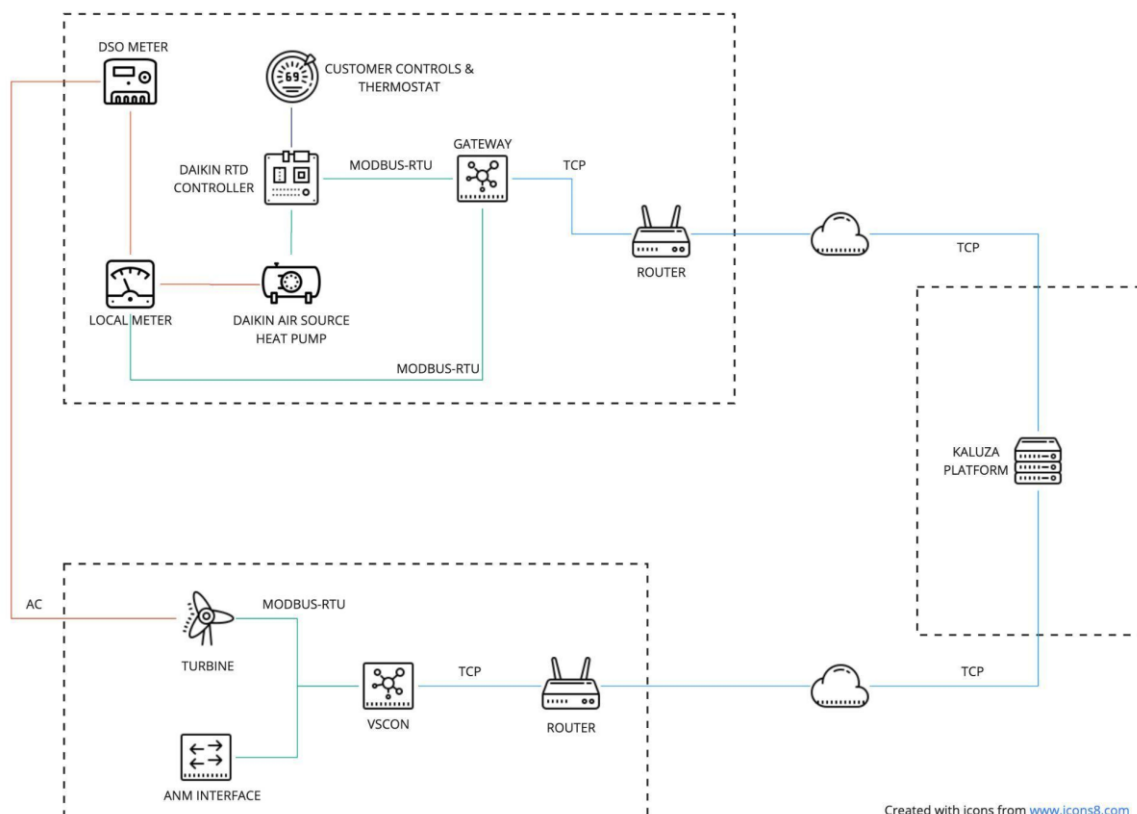 DSO METER
69
CUSTOMER CONTROLS &
THERMOSTAT
DAIKIN RTD
CONTROLLER
MODBUS-RTU
GATEWAY
TCP
ROUTER
TCP
LOCAL METER
DAIKIN AIR SOURCE
HEAT PUMP
MODBUS-RTU
KALUZA
PLATFORM
AC
TURBINE
MODBUS-RTU
VSCON
TCP
ROUTER
TCP
ANM INTERFACE
Created with icons from www.icons8.com